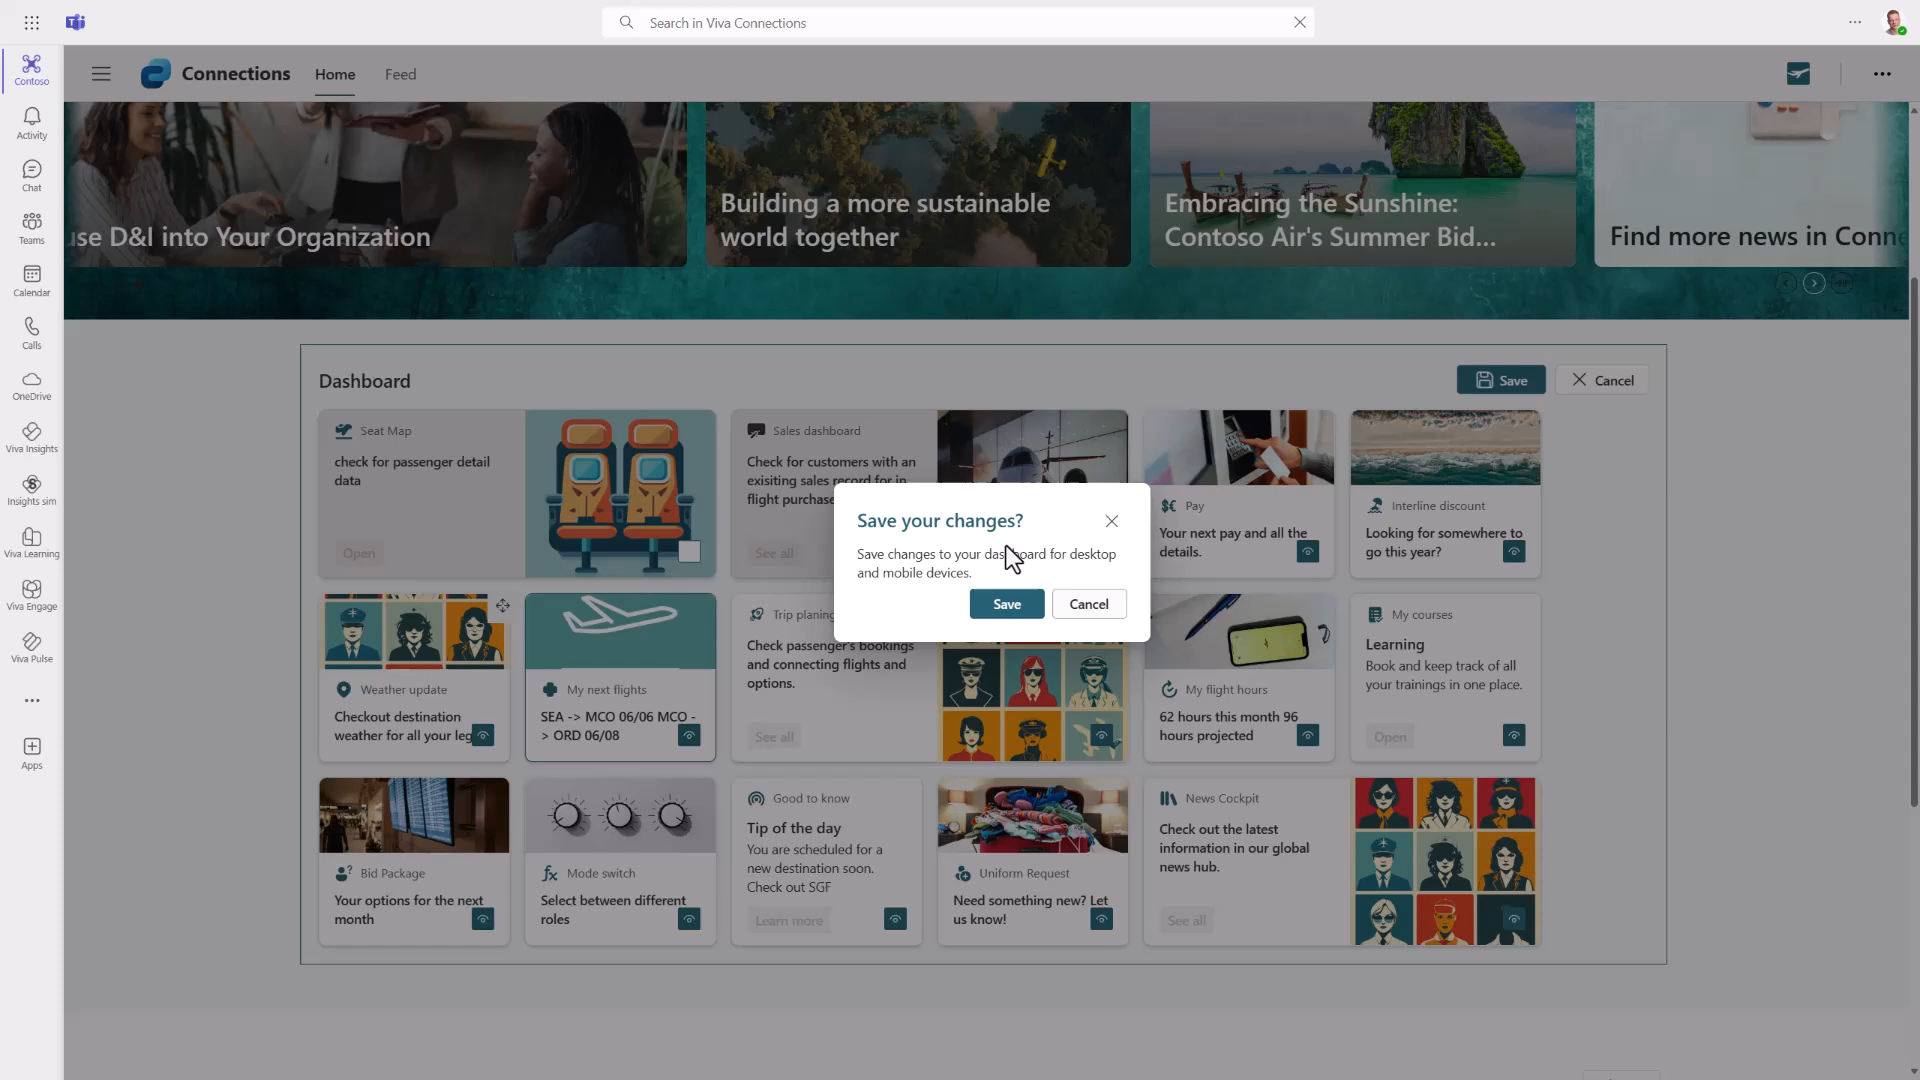 Search in Viva Connections
Contoso
Activity
Chat
Teams
Calendar
Calls
OneDrive
Viva Insights
Insights sim
Viva Learning
Viva Engage
Viva Pulse
Apps
Connections
Home
Feed
use D&I into Your Organization
Building a more sustainable
world together
Embracing the Sunshine:
Contoso Air's Summer Bid...
Find more news in Conne
Dashboard
Save
Cancel
Seat Map
check for passenger detail
data
Open
Sales dashboard
Check for customers with an
exisiting sales record for in
flight purchase
See all
Pay
Your next pay and all the
details.
Interline discount
Looking for somewhere to
go this year?
Save your changes?
Save changes to your dashboard for desktop
and mobile devices.
Save
Cancel
Weather update
Checkout destination
weather for all your leg
My next flights
SEA -> MCO 06/06 MCO -
> ORD 06/08
Trip planing
Check passenger's bookings
and connecting flights and
options.
See all
My flight hours
62 hours this month 96
hours projected
My courses
Learning
Book and keep track of all
your trainings in one place.
Open
Bid Package
Your options for the next
month
Mode switch
Select between different
roles
Good to know
Tip of the day
You are scheduled for a
new destination soon.
Check out SGF
Learn more
Uniform Request
Need something new? Let
us know!
News Cockpit
Check out the latest
information in our global
news hub.
See all